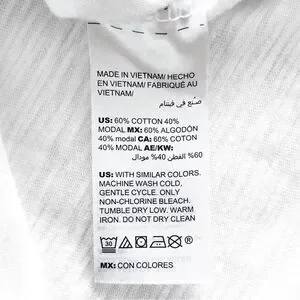 MADE IN VIETNAM/ HECHO
EN VIETNAM/ FABRIQUÉ AU
VIETNAM/
صنع في فيتنام
US: 60% COTTON 40%
MODAL MX: 60% ALGODÓN
40% MODAL CA: 60% COTON
40% MODAL AE/KW:
60% القطن 40% مودال
US: WITH SIMILAR COLORS.
MACHINE WASH COLD,
GENTLE CYCLE. ONLY
NON-CHLORINE BLEACH.
TUMBLE DRY LOW. WARM
IRON. DO NOT DRY CLEAN
30
MX: CON COLORES